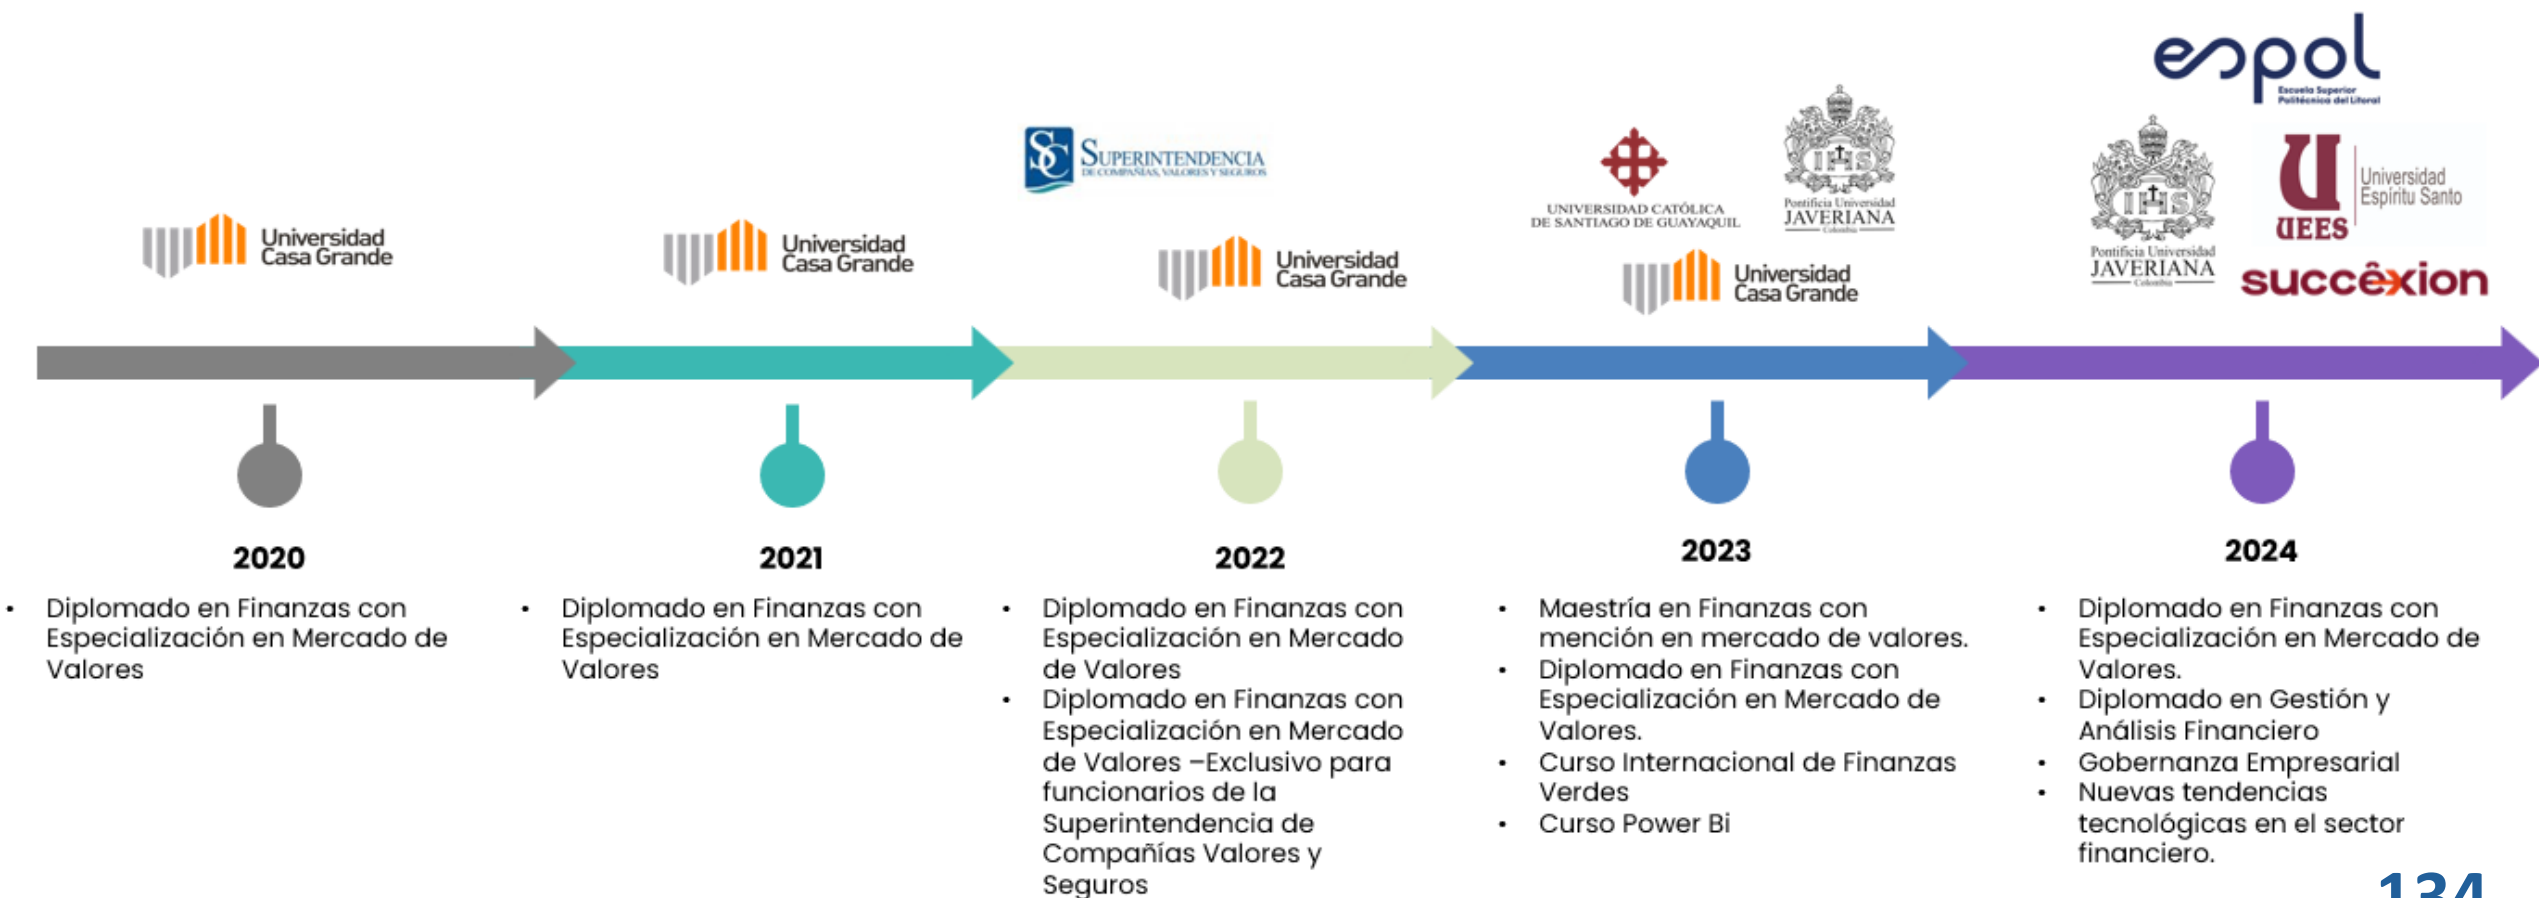 espol
Escuela Superior
Politécnica del Litoral
SC SUPERINTENDENCIA
DE COMPAÑÍAS, VALORES Y SEGUROS
UNIVERSIDAD CATÓLICA
DE SANTIAGO DE GUAYAQUIL
IHS
Pontificia Universidad
JAVERIANA
Colombia
IHS
Pontificia Universidad
JAVERIANA
Colombia
U
UEES
Universidad
Espíritu Santo
succêxion
Universidad
Casa Grande
Universidad
Casa Grande
Universidad
Casa Grande
Universidad
Casa Grande
2020
• Diplomado en Finanzas con
Especialización en Mercado de
Valores
2021
• Diplomado en Finanzas con
Especialización en Mercado de
Valores
2022
• Diplomado en Finanzas con
Especialización en Mercado
de Valores
• Diplomado en Finanzas con
Especialización en Mercado
de Valores –Exclusivo para
funcionarios de la
Superintendencia de
Compañías Valores y
Seguros
2023
• Maestría en Finanzas con
mención en mercado de valores.
• Diplomado en Finanzas con
Especialización en Mercado de
Valores.
• Curso Internacional de Finanzas
Verdes
• Curso Power Bi
2024
• Diplomado en Finanzas con
Especialización en Mercado de
Valores.
• Diplomado en Gestión y
Análisis Financiero
• Gobernanza Empresarial
• Nuevas tendencias
tecnológicas en el sector
financiero.
134